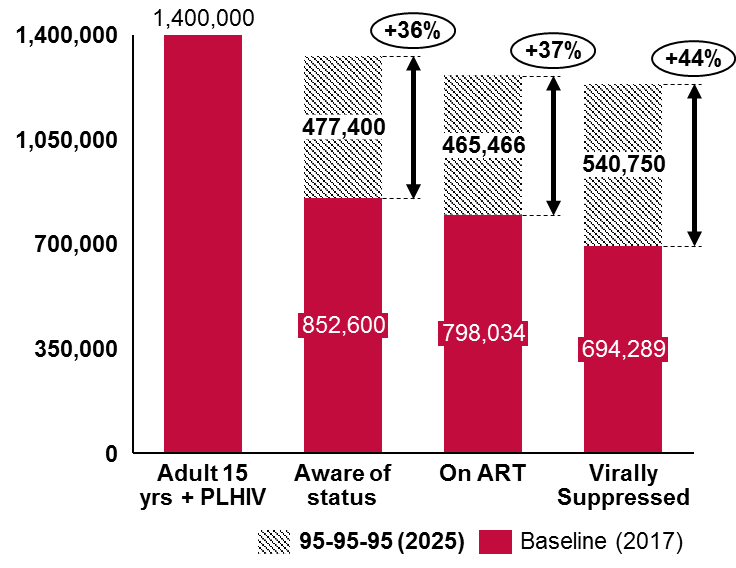 1,400,000
+36%
+37%
+44%
1,400,000
1,050,000
700,000
350,000
0
477,400
465,466
540,750
852,600
798,034
694,289
Adult 15
yrs + PLHIV
Aware of
status
On ART
Virally
Suppressed
95-95-95 (2025)
Baseline (2017)